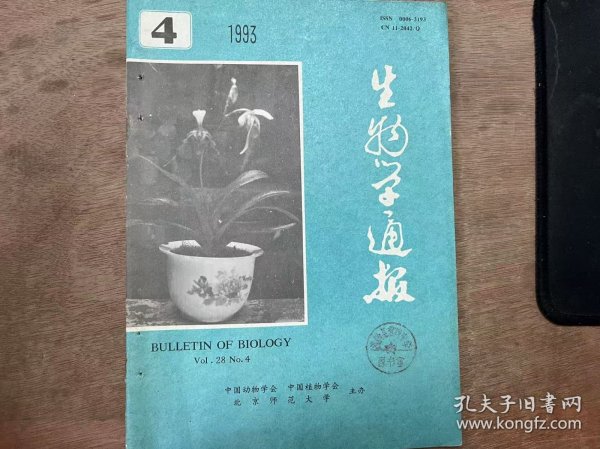 4
1993
ISSN 0006-3193
CN 11-2042/Q
生物学通报
BULLETIN OF BIOLOGY
Vol. 28 No. 4
中国动物学会 中国植物学会
北京师范大学
主办
孔夫子旧书网
www.kongfz.com